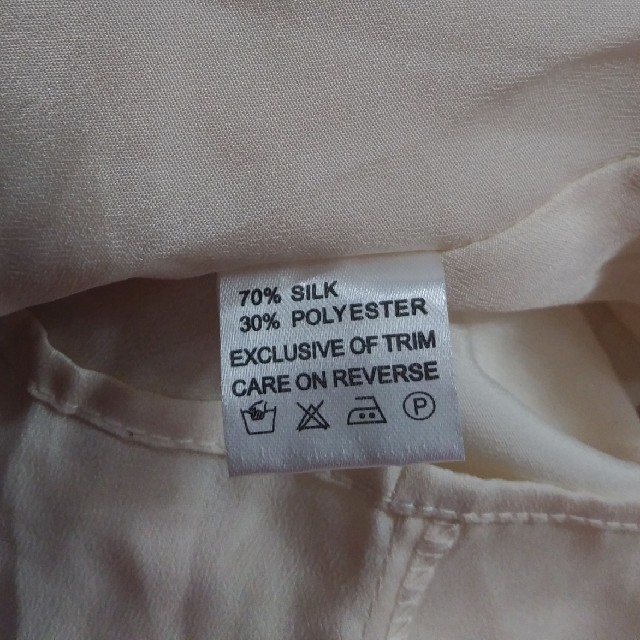 70% SILK
30% POLYESTER
EXCLUSIVE OF TRIM
CARE ON REVERSE
P